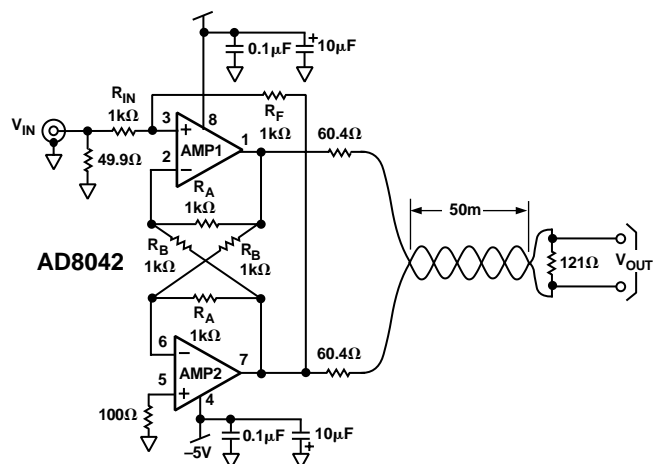 0.1μF
+
10μF
R_IN
1kΩ
R_F
1kΩ
V_IN
3
+
8
AMP1
1
2
−
49.9Ω
60.4Ω
R_A
1kΩ
50m
R_B
1kΩ
R_B
1kΩ
AD8042
121Ω
V_OUT
R_A
1kΩ
6
−
7
60.4Ω
AMP2
5
+
4
100Ω
0.1μF
10μF
+
−5V